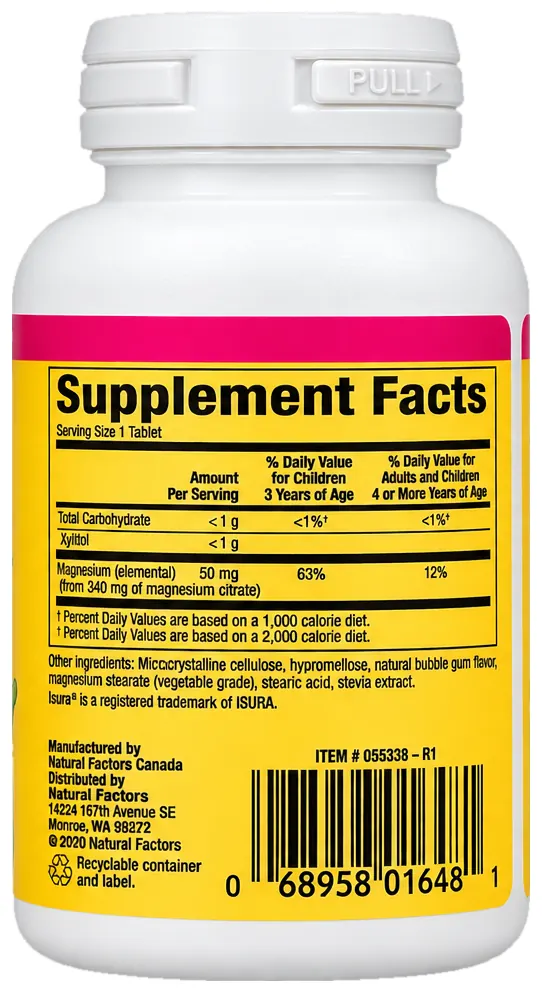 PULL
Supplement Facts
Serving Size 1 Tablet
Amount Per Serving % Daily Value for Children 3 Years of Age % Daily Value for Adults and Children 4 or More Years of Age
Total Carbohydrate <1 g <1%† <1%†
Xylitol <1 g
Magnesium (elemental) 50 mg 63% 12%
(from 340 mg of magnesium citrate)
† Percent Daily Values are based on a 1,000 calorie diet.
† Percent Daily Values are based on a 2,000 calorie diet.
Other ingredients: Microcrystalline cellulose, hypromellose, natural bubble gum flavor,
magnesium stearate (vegetable grade), stearic acid, stevia extract.
Isura® is a registered trademark of ISURA.
Manufactured by
Natural Factors Canada
Distributed by
Natural Factors
14224 167th Avenue SE
Monroe, WA 98272
© 2020 Natural Factors
Recyclable container
and label.
ITEM # 055338 – R1
0 68958 01648 1